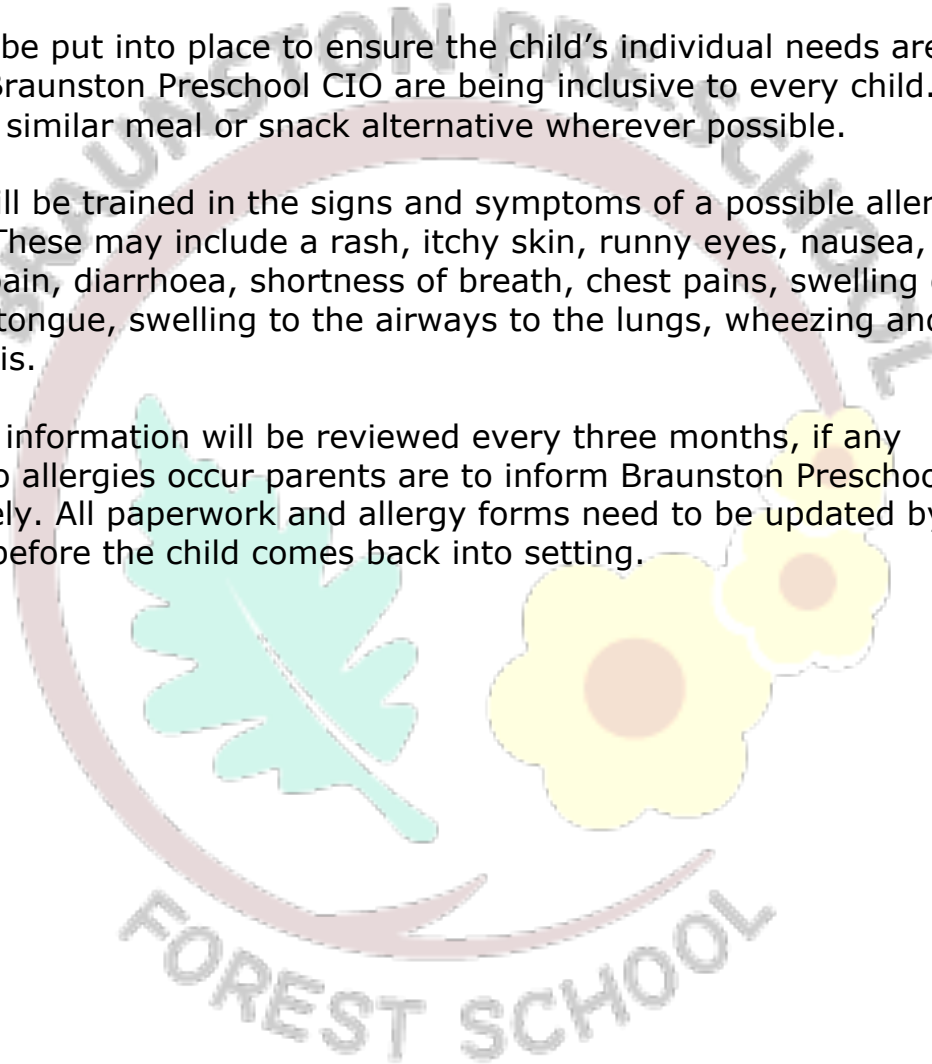 be put into place to ensure the child's individual needs are
Braunston Preschool CIO are being inclusive to every child.
similar meal or snack alternative wherever possible.
ill be trained in the signs and symptoms of a possible aller
These may include a rash, itchy skin, runny eyes, nausea,
pain, diarrhoea, shortness of breath, chest pains, swelling
tongue, swelling to the airways to the lungs, wheezing and
is.
information will be reviewed every three months, if any
o allergies occur parents are to inform Braunston Preschoo
ely. All paperwork and allergy forms need to be updated by
before the child comes back into setting.
BRAUNSTON PRE-SCHOOL
FOREST SCHOOL